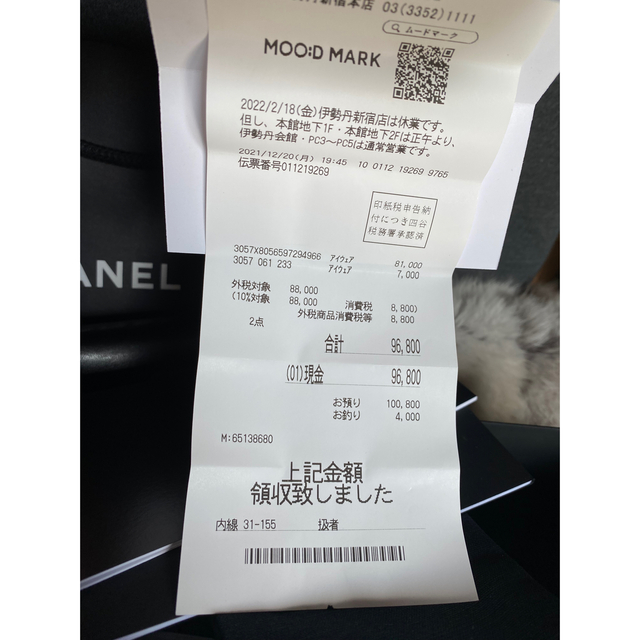 新宿本店 03(3352)1111
ムードマーク
MOO:D MARK
2022/2/18(金)伊勢丹新宿店は休業です。
但し、本館地下1F・本館地下2Fは正午より、
伊勢丹会館・PC3～PC5は通常営業です。
2021/12/20(月) 19:45 10 0112 19269 9765
伝票番号011219269
印紙税申告納
付につき四谷
税務署承認済
3057X8056597294966 アイウェア 81,000
3057 061 233 アイウェア 7,000
外税対象 88,000
(10%対象 88,000 消費税 8,800)
外税商品消費税等 8,800
2点
合計 96,800
(01)現金 96,800
お預り 100,800
お釣り 4,000
M:65138680
上記金額
領収致しました
内線 31-155 扱者
ANEL